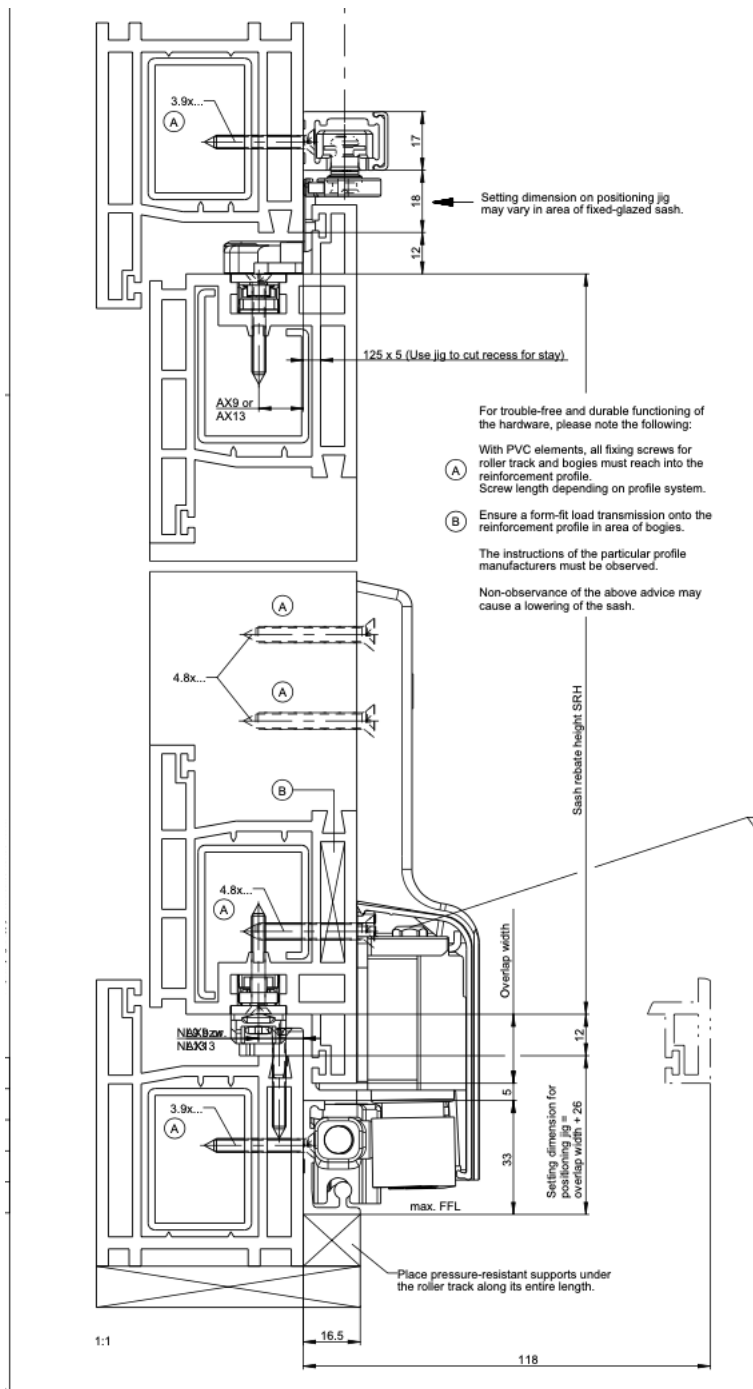 3.9x...
A
17
18
12
Setting dimension on positioning jig
may vary in area of fixed-glazed sash.
125 x 5 (Use jig to cut recess for stay)
AX9 or
AX13
For trouble-free and durable functioning of
the hardware, please note the following:
A
With PVC elements, all fixing screws for
roller track and bogies must reach into the
reinforcement profile.
Screw length depending on profile system.
B
Ensure a form-fit load transmission onto the
reinforcement profile in area of bogies.
The instructions of the particular profile
manufacturers must be observed.
Non-observance of the above advice may
cause a lowering of the sash.
A
4.8x...
A
Sash rebate height SRH
B
4.8x...
A
Overlap width
12
5
3.9x...
A
33
Setting dimension for
positioning jig =
overlap width + 26
max. FFL
Place pressure-resistant supports under
the roller track along its entire length.
1:1
16.5
118